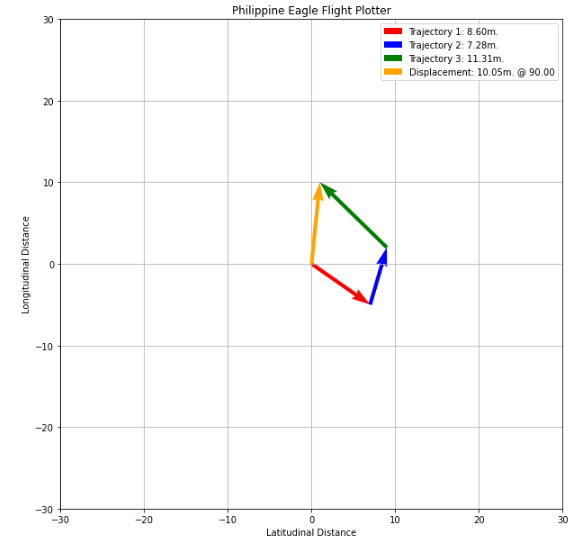 Philippine Eagle Flight Plotter
Trajectory 1: 8.60m.
Trajectory 2: 7.28m.
Trajectory 3: 11.31m.
Displacement: 10.05m. @ 90.00
Longitudinal Distance
30
20
10
0
−10
−20
−30
−30 −20 −10 0 10 20 30
Latitudinal Distance